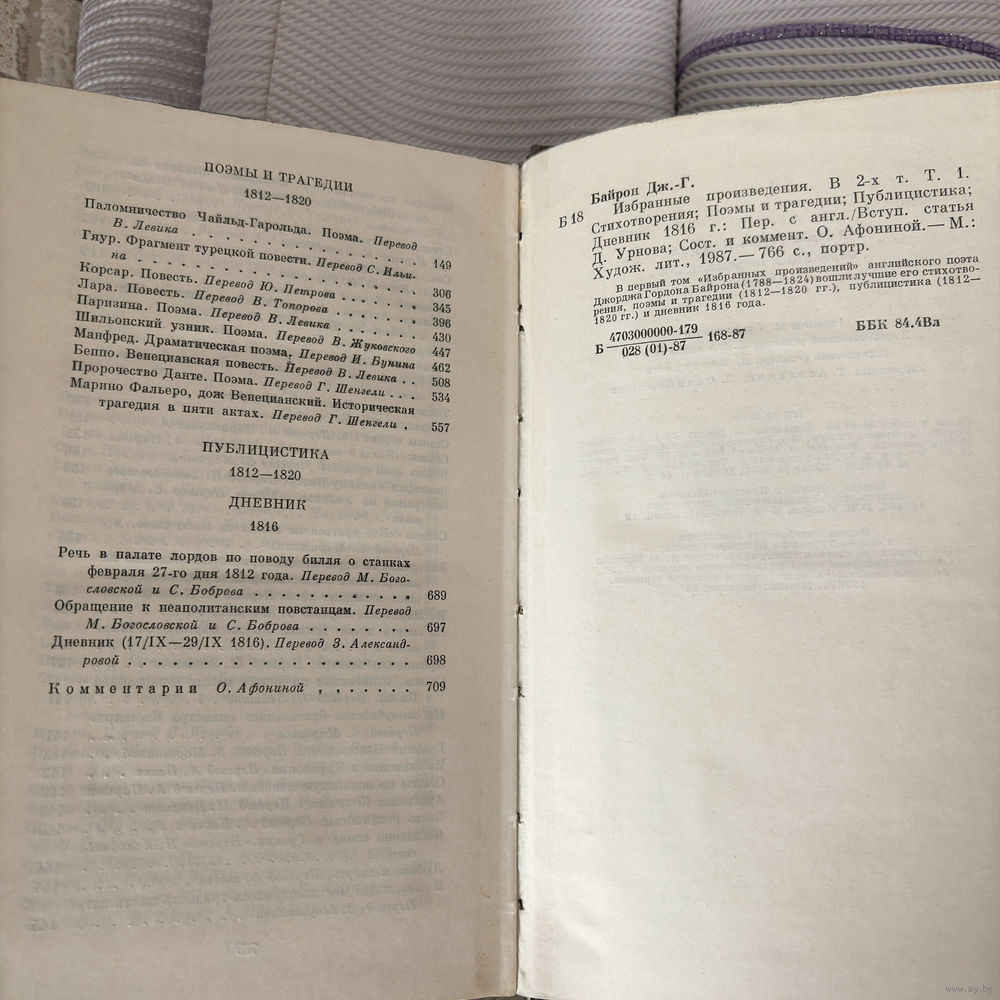 ПОЭМЫ И ТРАГЕДИИ
1812—1820
Паломничество Чайльд-Гарольда. Поэма. Перевод
В. Левика . . . . . . . . . . . . . . . . 149
Гяур. Фрагмент турецкой повести. Перевод С. Ильи-
на . . . . . . . . . . . . . . . . . . . 306
Корсар. Повесть. Перевод Ю. Петрова . . . . . . . 345
Лара. Повесть. Перевод В. Топорова . . . . . . . 396
Паризина. Поэма. Перевод В. Левика . . . . . . . 430
Шильонский узник. Поэма. Перевод В. Жуковского 447
Манфред. Драматическая поэма. Перевод И. Бунина 462
Беппо. Венецианская повесть. Перевод В. Левика . . 508
Пророчество Данте. Поэма. Перевод Г. Шенгели . . . 534
Марино Фальеро, дож Венецианский. Историческая
трагедия в пяти актах. Перевод Г. Шенгели . 557
ПУБЛИЦИСТИКА
1812—1820
ДНЕВНИК
1816
Речь в палате лордов по поводу билля о станках
февраля 27-го дня 1812 года. Перевод М. Бого-
словской и С. Боброва . . . . . . . . . . . . 689
Обращение к неаполитанским повстанцам. Перевод
М. Богословской и С. Боброва . . . . . . . . 697
Дневник (17/IX—29/IX 1816). Перевод З. Александ-
ровой . . . . . . . . . . . . . . . . . . . 698
Комментарии О. Афониной . . . . . . . 709
Байрон Дж.-Г.
Б 18 Избранные произведения. В 2-х т. Т. 1.
Стихотворения; Поэмы и трагедии; Публицистика;
Дневник 1816 г.: Пер. с англ./Вступ. статья
Д. Урнова; Сост. и коммент. О. Афониной.— М.:
Худож. лит., 1987.— 766 с., портр.
В первый том «Избранных произведений» английского поэта
Джорджа Гордона Байрона (1788—1824) вошли лучшие его стихотво-
рения, поэмы и трагедии (1812—1820 гг.), публицистика (1812—
1820 гг.) и дневник 1816 года.
Б 4703000000-179
028 (01)-87 168-87 ББК 84.4Вл
www.ay.by